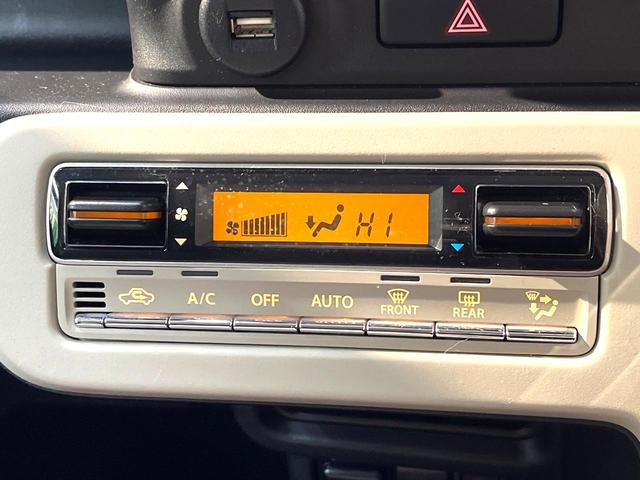 HI
A/C OFF AUTO FRONT REAR